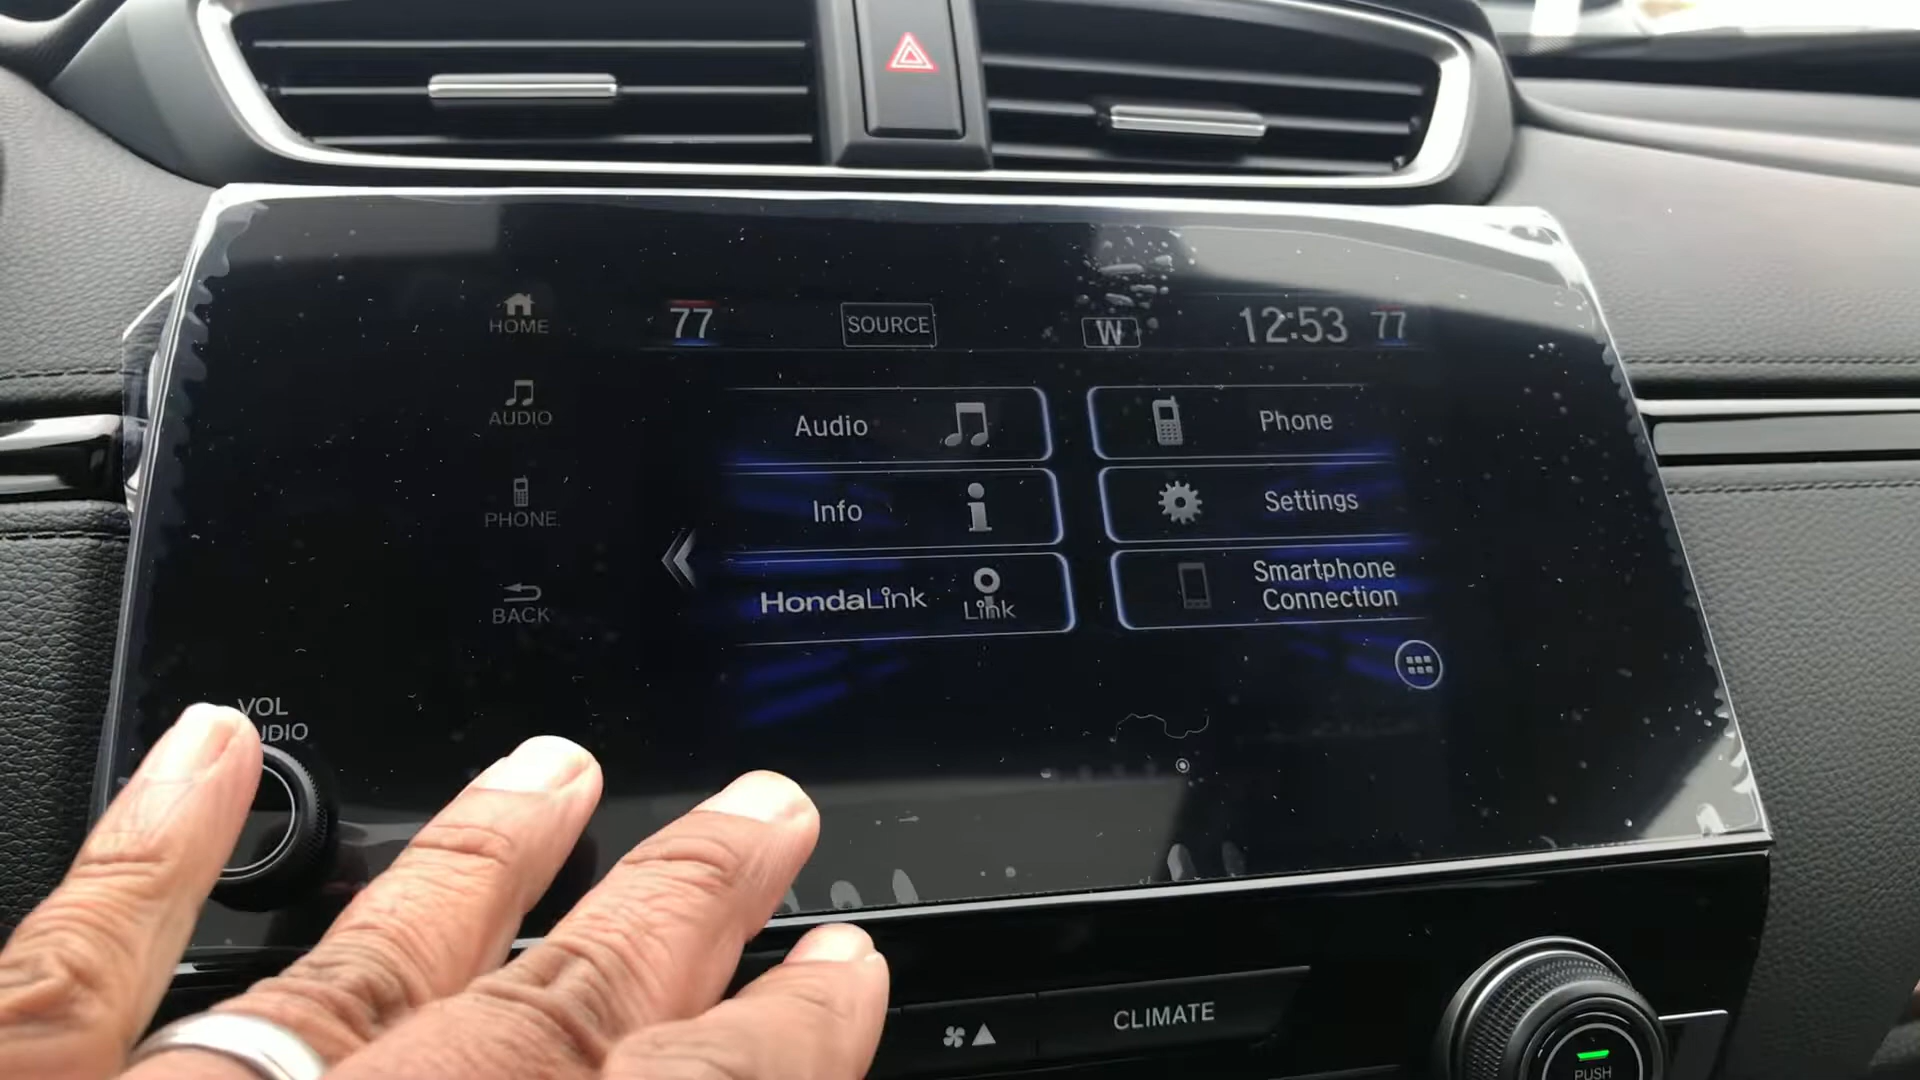 HOME
77
SOURCE
W
12:53
77
AUDIO
Audio
Phone
PHONE
Info
Settings
BACK
HondaLink
Link
Smartphone
Connection
VOL
UDIO
CLIMATE
PUSH